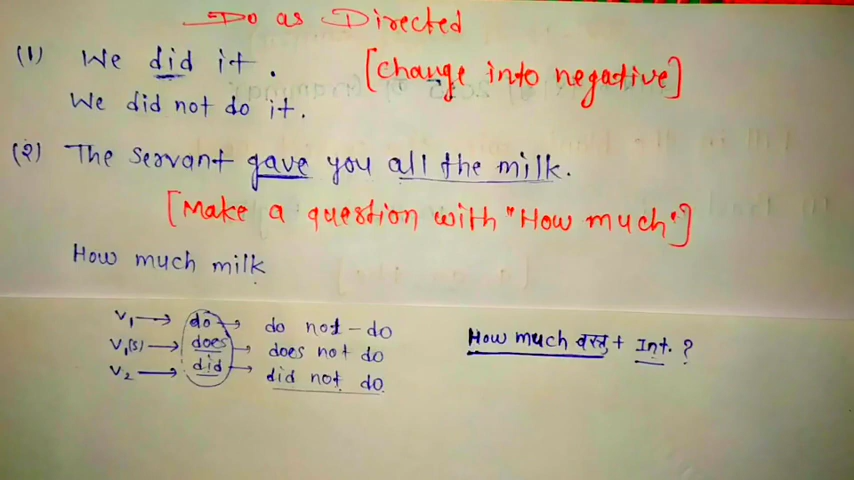 Do as Directed
(1) We did it. [change into negative]
We did not do it.
(2) The servant gave you all the milk.
[Make a question with "How much".]
How much milk
V₁ → do → do not - do
V₁(s) → does → does not do
V₂ → did → did not do
How much वस्तु + Int. ?